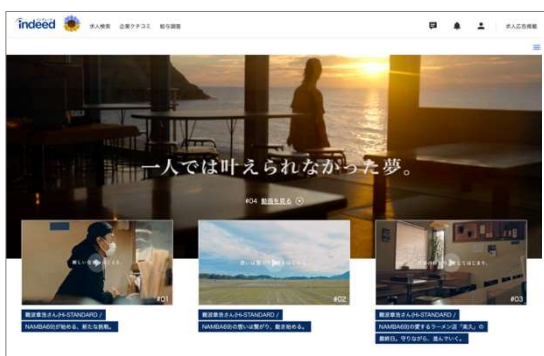 indeed
求人検索 企業クチコミ 給与調査
求人広告掲載
一人では叶えられなかった夢。
#04 動画を見る
#01
#02
#03
難波章浩さん(Hi-STANDARD /
NAMBA69)が始める、新たな挑戦。
難波章浩さん(Hi-STANDARD /
NAMBA69)の想いは繋がり、動き始める。
難波章浩さん(Hi-STANDARD /
NAMBA69)の愛するラーメン店「来久」の
最終日。守りながら、進んでいく。